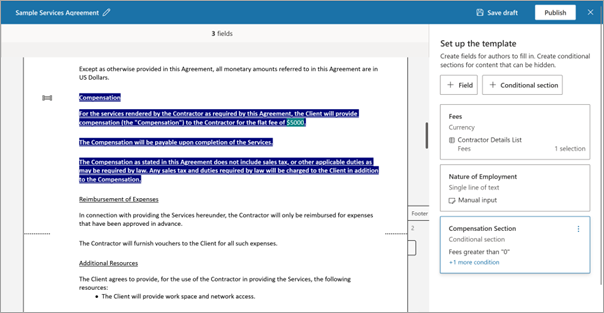 Sample Services Agreement
Save draft
Publish
3 fields
Except as otherwise provided in this Agreement, all monetary amounts referred to in this Agreement are in
US Dollars.
Compensation
For the services rendered by the Contractor as required by this Agreement, the Client will provide
compensation (the "Compensation") to the Contractor for the flat fee of $5000.
The Compensation will be payable upon completion of the Services.
The Compensation as stated in this Agreement does not include sales tax, or other applicable duties as
may be required by law. Any sales tax and duties required by law will be charged to the Client in addition
to the Compensation.
Reimbursement of Expenses
In connection with providing the Services hereunder, the Contractor will only be reimbursed for expenses
that have been approved in advance.
The Contractor will furnish vouchers to the Client for all such expenses.
Additional Resources
The Client agrees to provide, for the use of the Contractor in providing the Services, the following
resources:
• The Client will provide work space and network access.
Footer
2
Set up the template
Create fields for authors to fill in. Create conditional
sections for content that can be hidden.
+ Field
+ Conditional section
Fees
Currency
Contractor Details List
Fees
1 selection
Nature of Employment
Single line of text
Manual input
Compensation Section
Conditional section
Fees greater than "0"
+1 more condition